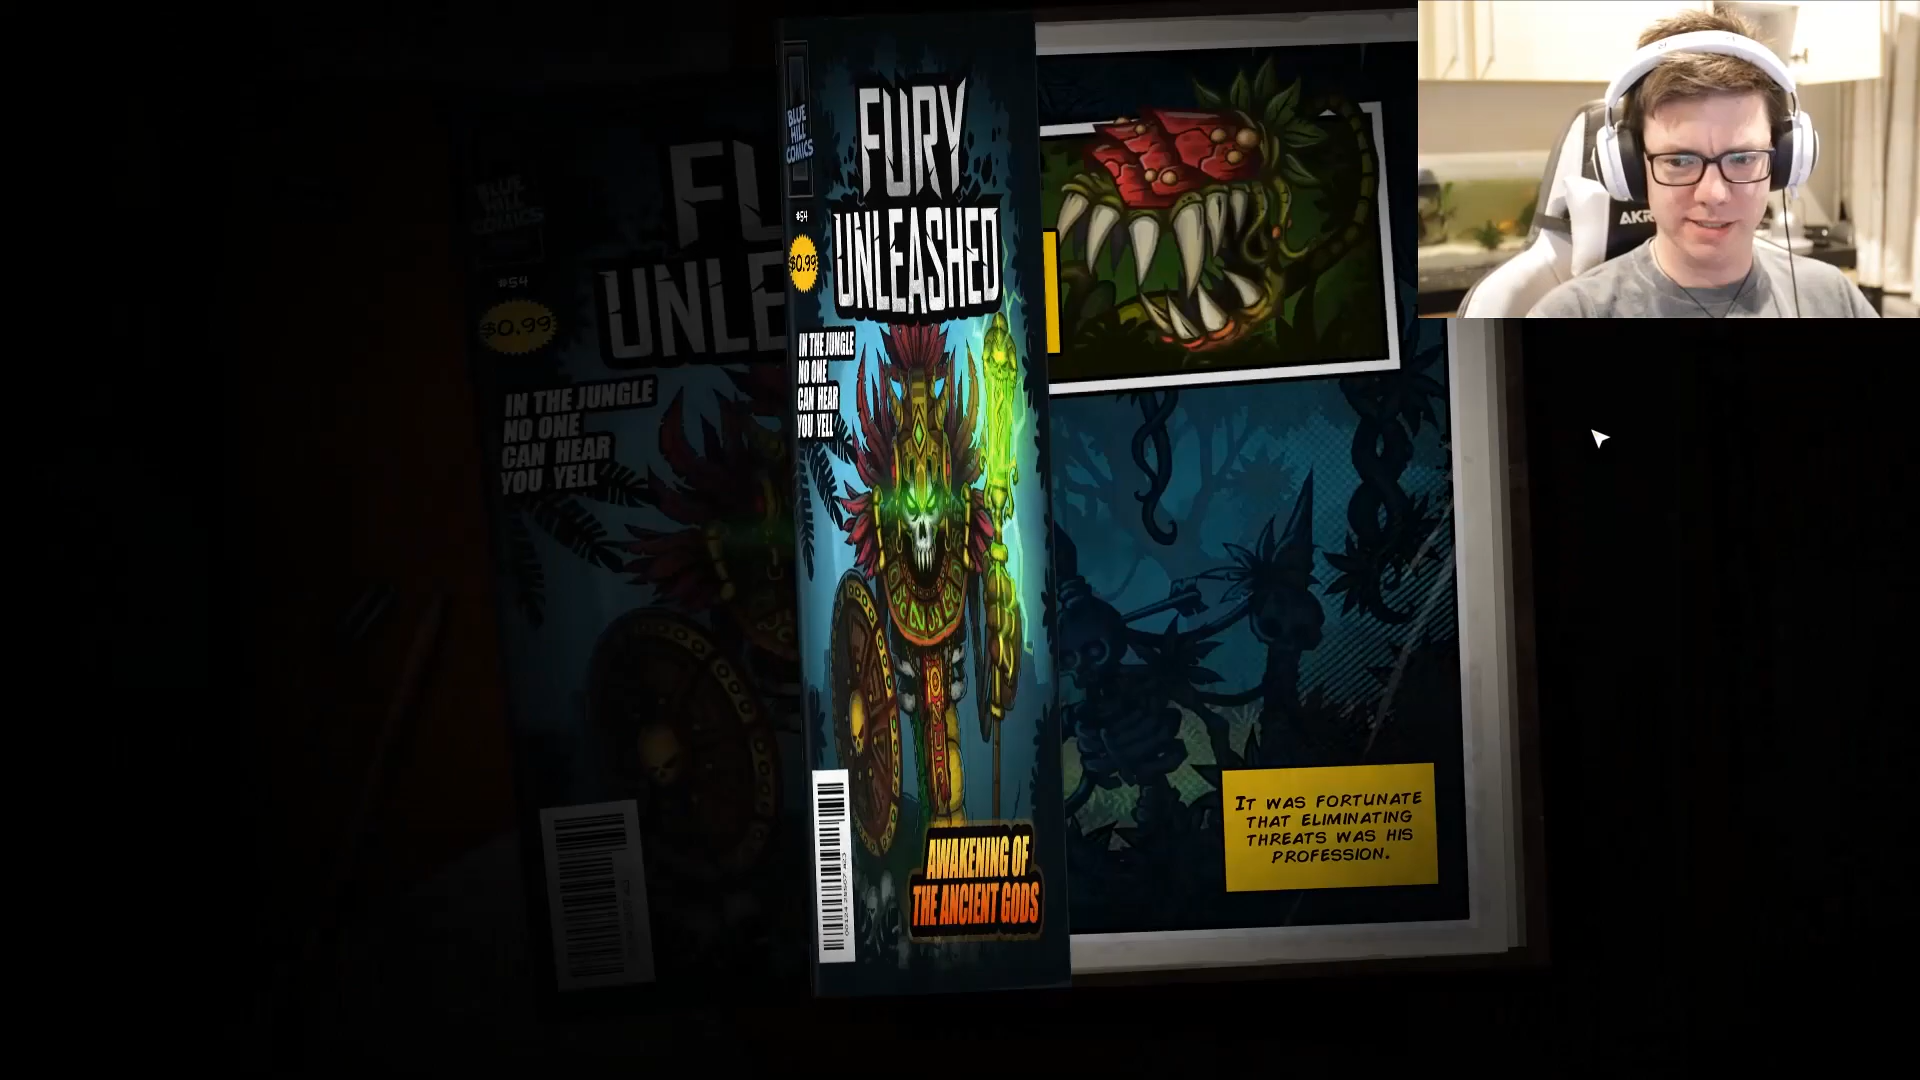 BLUE
HILL
COMICS
#54
$0.99
FURY
UNLEASHED
IN THE JUNGLE
NO ONE
CAN HEAR
YOU YELL
AWAKENING OF
THE ANCIENT GODS
BLUE
HILL
COMICS
#54
$0.99
FU
UNLE
IN THE JUNGLE
NO ONE
CAN HEAR
YOU YELL
IT WAS FORTUNATE
THAT ELIMINATING
THREATS WAS HIS
PROFESSION.
AKR